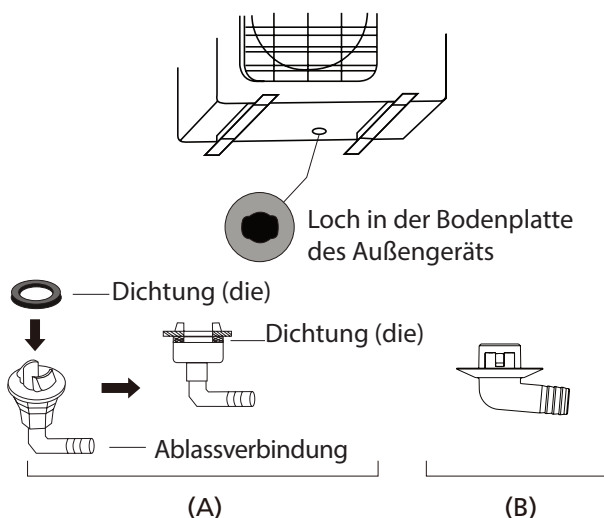 Loch in der Bodenplatte
des Außengeräts
Dichtung (die)
Dichtung (die)
Ablassverbindung
(A)
(B)